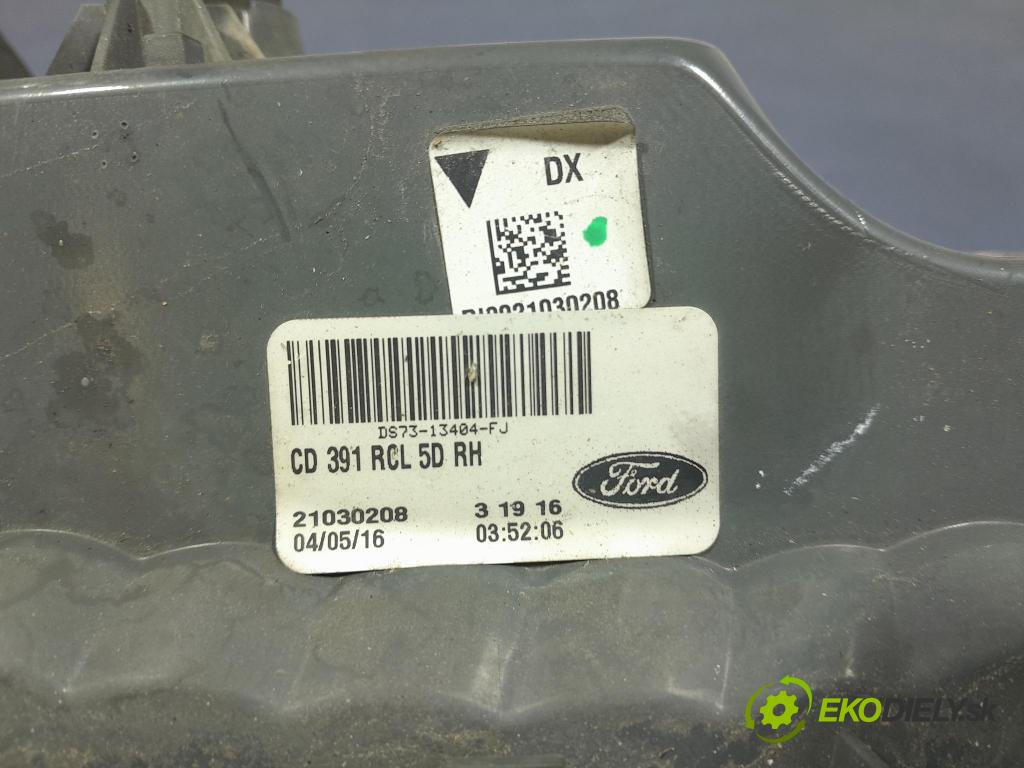 DX
DS73-13404-FJ
CD 391 RCL 5D RH
Ford
21030208 3 19 16
04/05/16 03:52:06
EKODIELY.sk